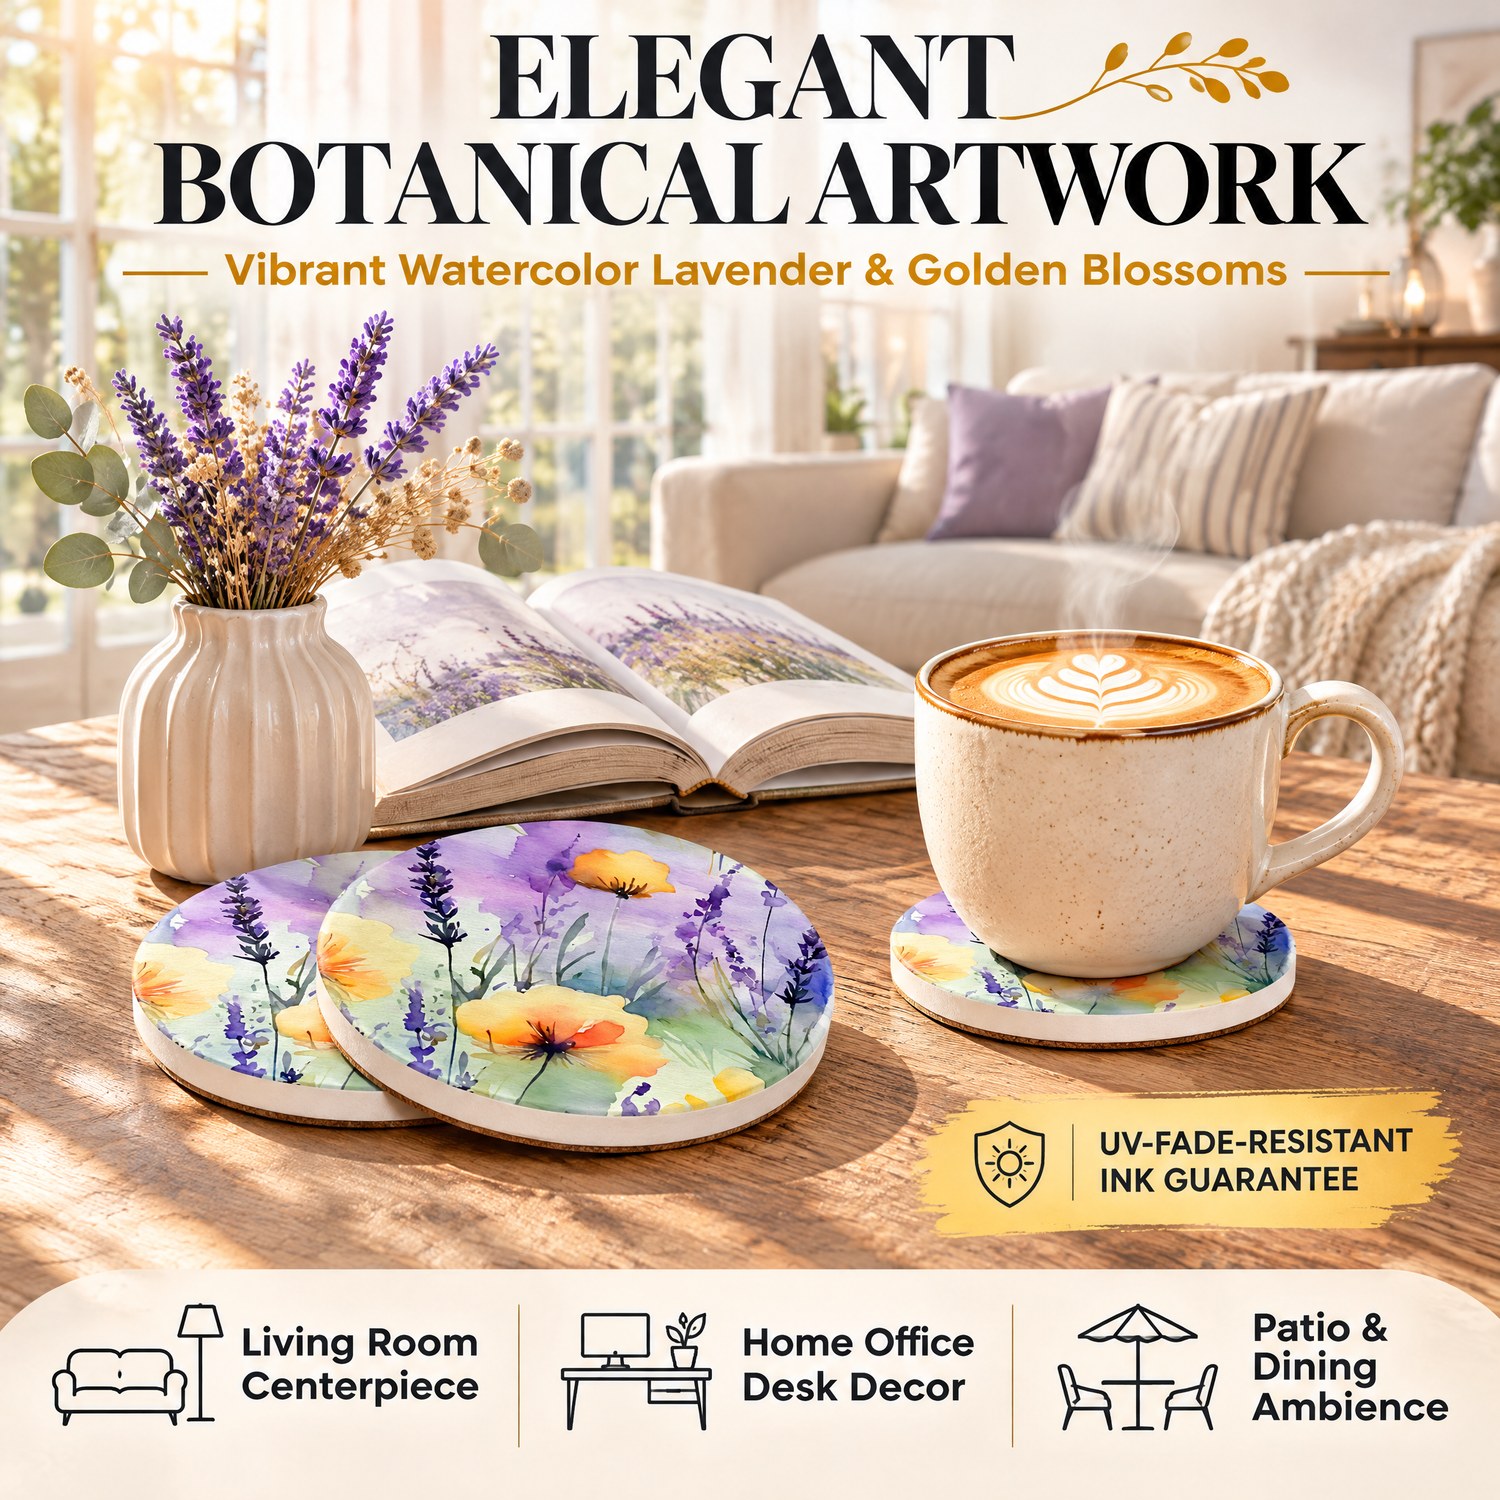 ELEGANT
BOTANICAL ARTWORK
Vibrant Watercolor Lavender & Golden Blossoms
UV-FADE-RESISTANT
INK GUARANTEE
Living Room
Centerpiece
Home Office
Desk Decor
Patio &
Dining
Ambience